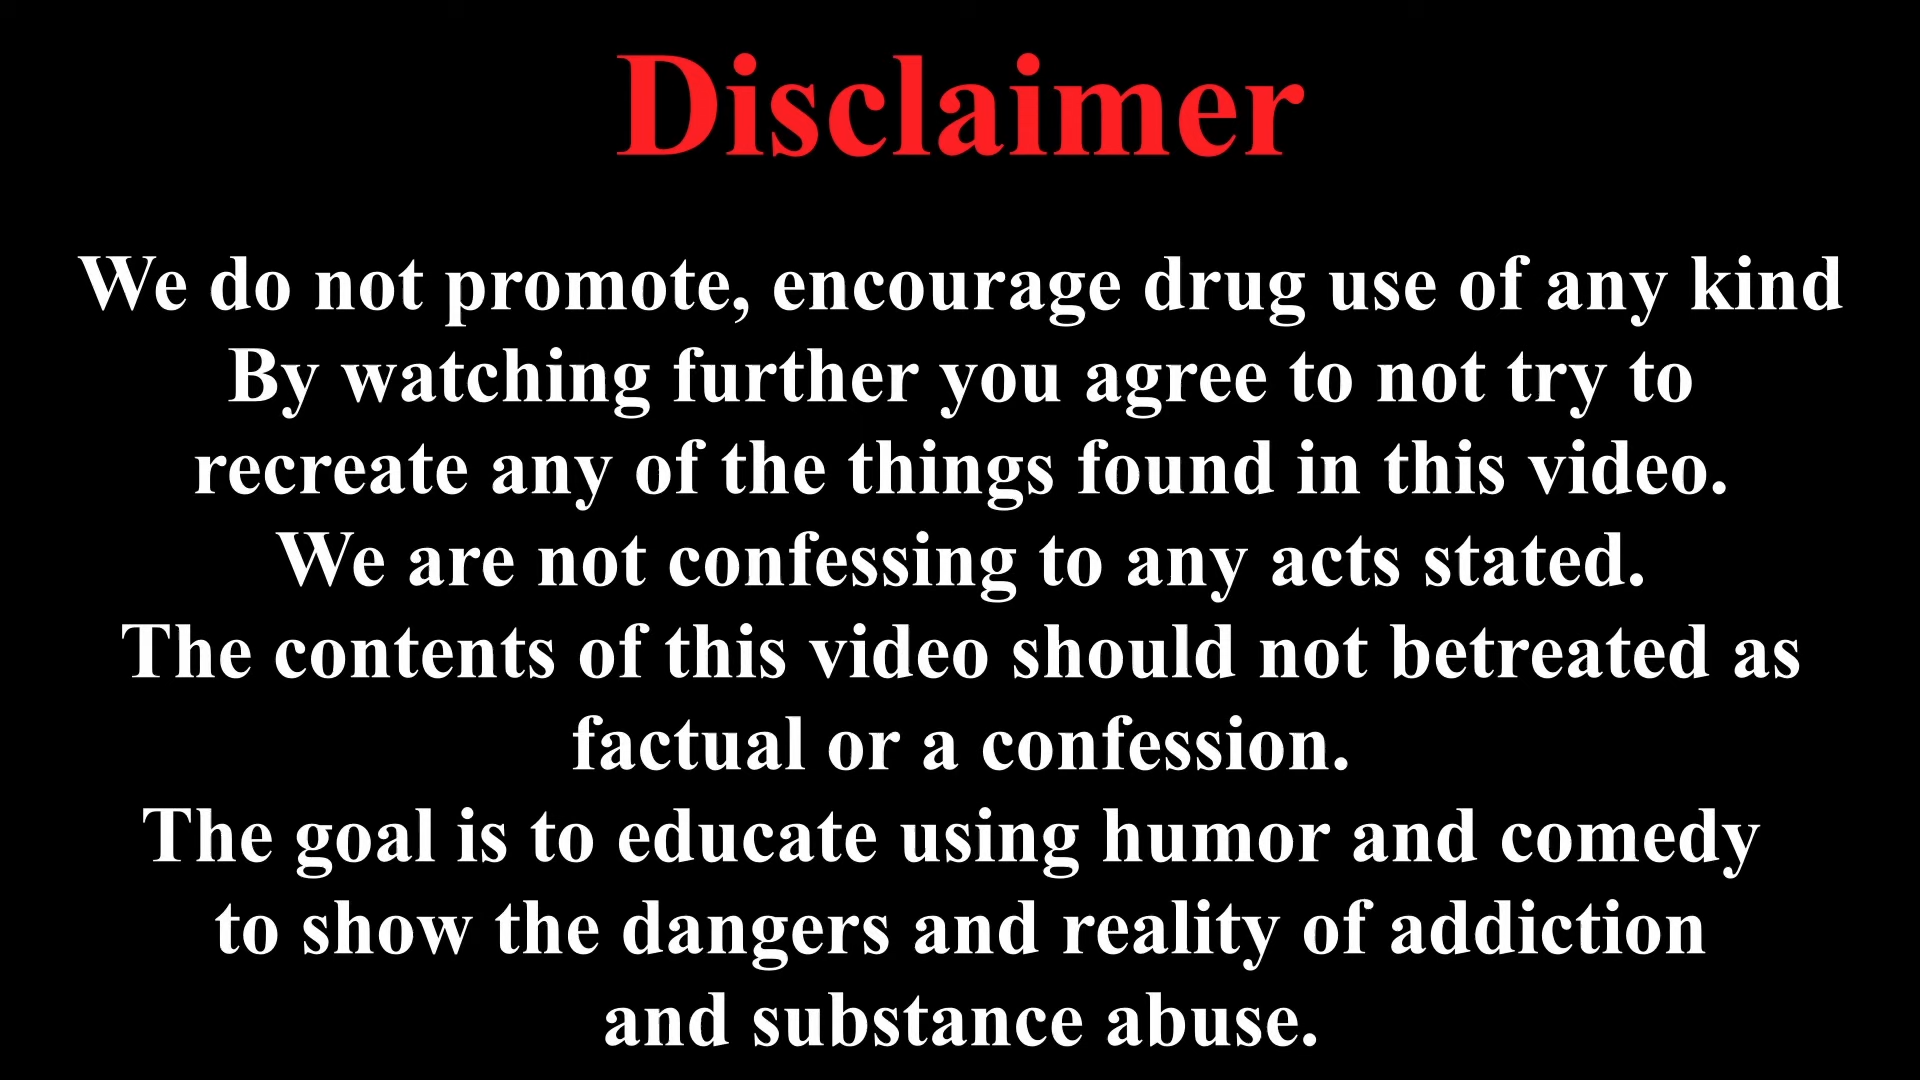 Disclaimer
We do not promote, encourage drug use of any kind
By watching further you agree to not try to
recreate any of the things found in this video.
We are not confessing to any acts stated.
The contents of this video should not betreated as
factual or a confession.
The goal is to educate using humor and comedy
to show the dangers and reality of addiction
and substance abuse.